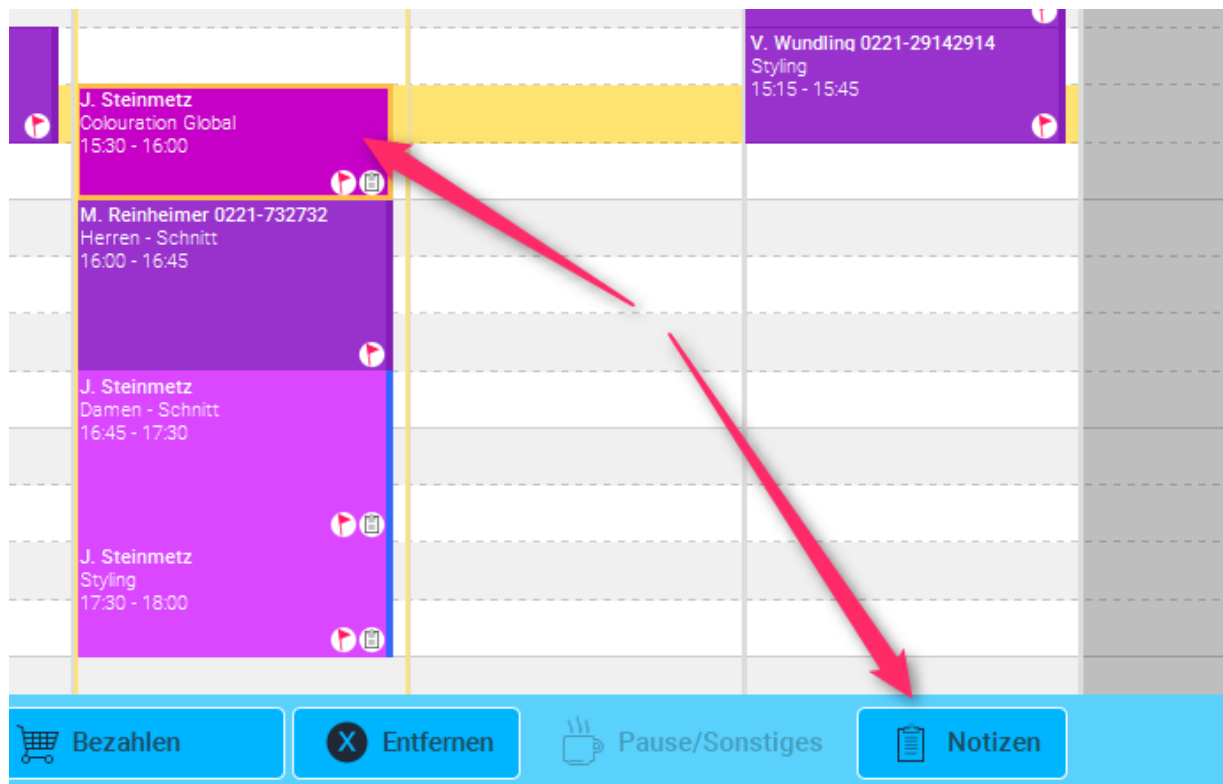 V. Wundling 0221-29142914
Styling
15:15 - 15:45
J. Steinmetz
Colouration Global
15:30 - 16:00
M. Reinheimer 0221-732732
Herren - Schnitt
16:00 - 16:45
J. Steinmetz
Damen - Schnitt
16:45 - 17:30
J. Steinmetz
Styling
17:30 - 18:00
Bezahlen
X Entfernen
Pause/Sonstiges
Notizen